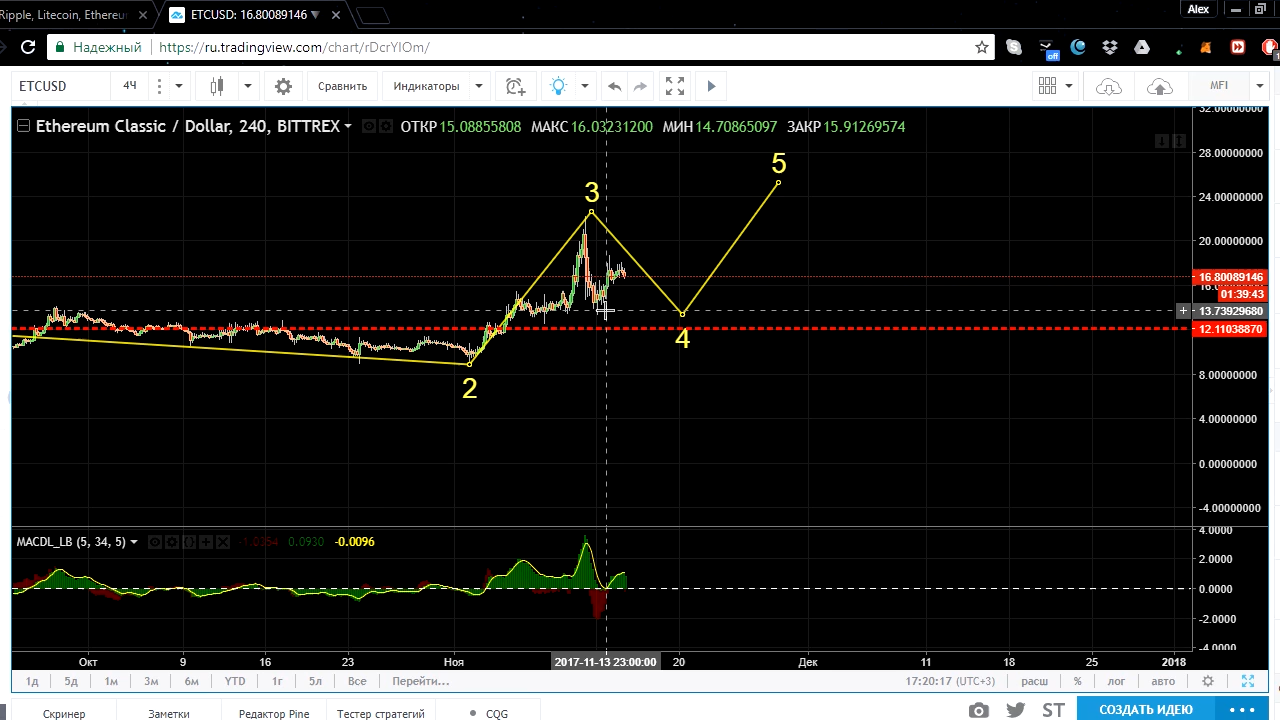 Ripple, Litecoin, Ethereu
ETCUSD: 16.80089146 ▼
Alex
Надежный
https://ru.tradingview.com/chart/rDcrYIOm/
off
ETCUSD
4Ч
Сравнить
Индикаторы
MFI
Ethereum Classic / Dollar, 240, BITTREX
ОТКР 15.08855808 МАКС 16.03231200 МИН 14.70865097 ЗАКР 15.91269574
32.00000000
28.00000000
24.00000000
20.00000000
16.80089146
01:39:43
13.73929680
12.11038870
8.00000000
4.00000000
0.00000000
-4.00000000
3
5
4
2
MACDL_LB (5, 34, 5)
-1.0254 0.0930 -0.0096
4.0000
2.0000
0.0000
-2.0000
-4.0000
Окт 9 16 23 Ноя 2017-11-13 23:00:00 20 Дек 11 18 25 2018
1д 5д 1м 3м 6м YTD 1г 5л Все Перейти...
17:20:17 (UTC+3) расш % лог авто
Скринер Заметки Редактор Pine Тестер стратегий CQG
ST
СОЗДАТЬ ИДЕЮ